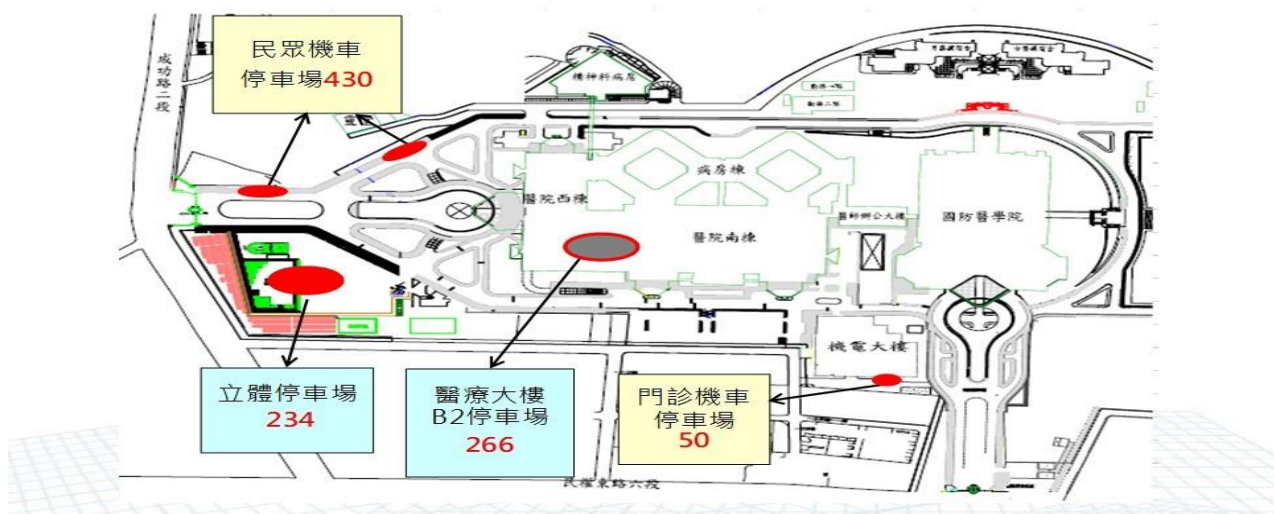 民眾機車
停車場430
成功路二段
精神科病房
病房棟
醫院西棟
醫師辦公大樓
國防醫學院
醫院南棟
機電大樓
立體停車場
234
醫療大樓
B2停車場
266
門診機車
停車場
50
民權東路六段